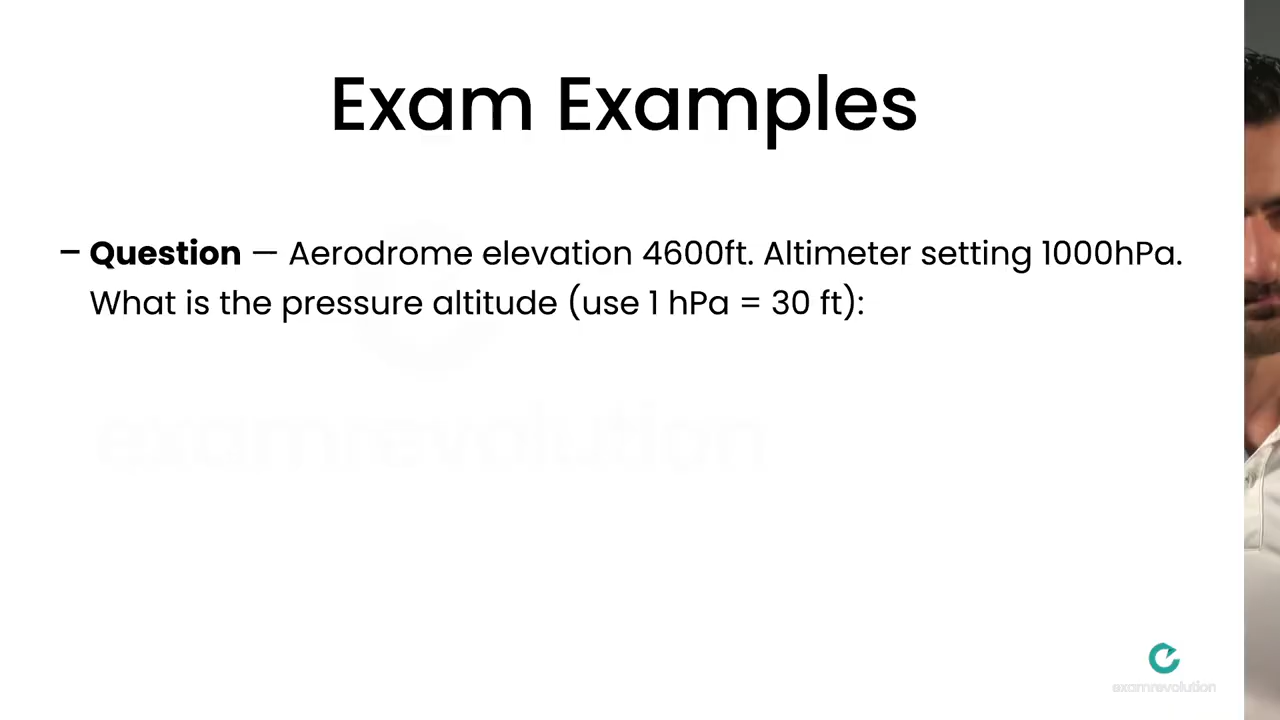 Exam Examples
– Question — Aerodrome elevation 4600ft. Altimeter setting 1000hPa.
What is the pressure altitude (use 1 hPa = 30 ft):
examrevolution
examrevolution